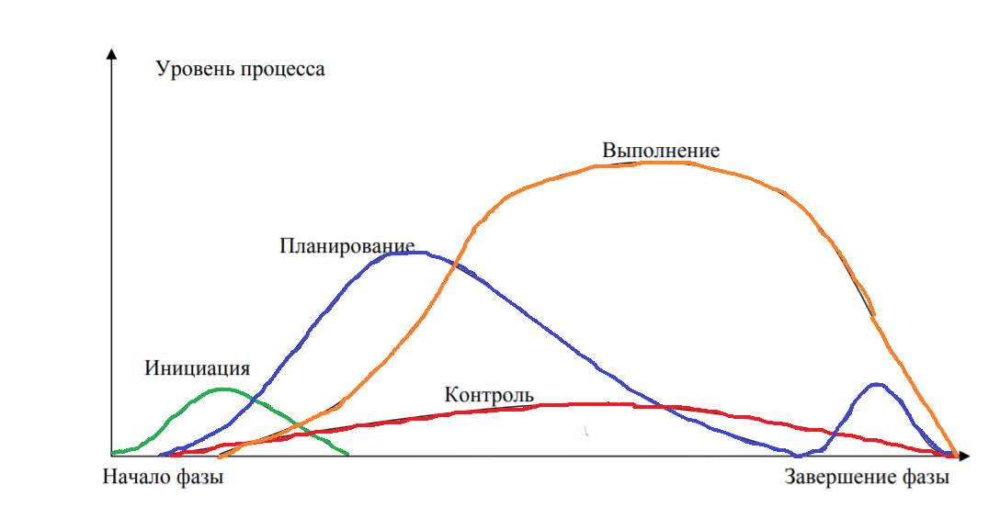 Уровень процесса
Выполнение
Планирование
Инициация
Контроль
Начало фазы
Завершение фазы